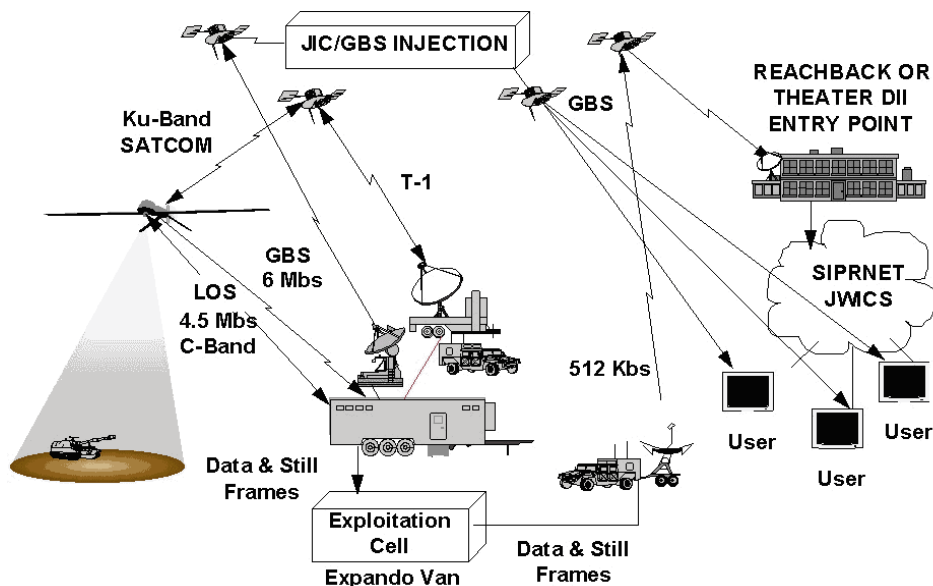 JIC/GBS INJECTION
REACHBACK OR
THEATER DII
ENTRY POINT
GBS
Ku-Band
SATCOM
T-1
GBS
6 Mbs
LOS
4.5 Mbs
C-Band
SIPRNET
JWICS
512 Kbs
User
User
User
Data & Still
Frames
Exploitation
Cell
Expando Van
Data & Still
Frames